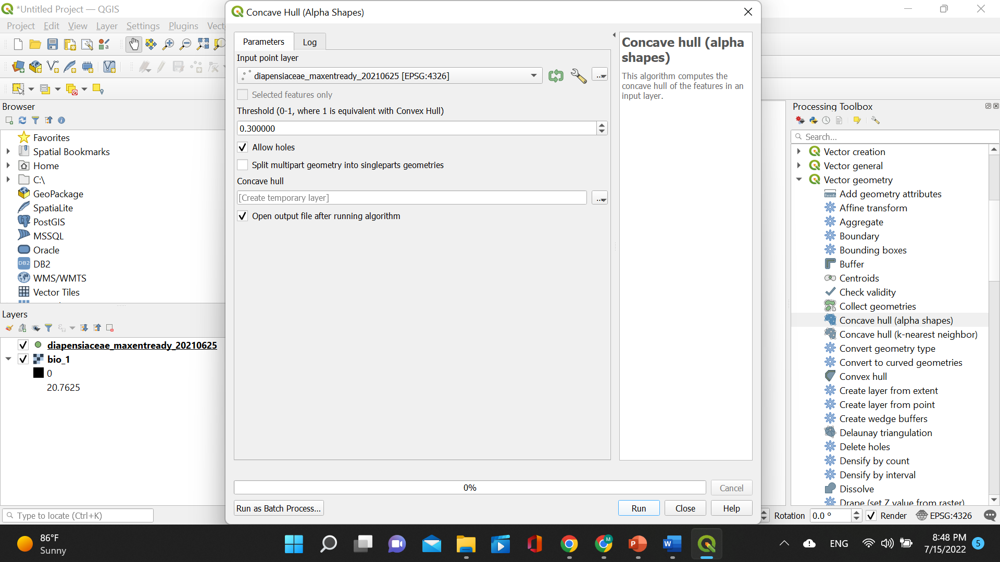 *Untitled Project — QGIS
Project Edit View Layer Settings Plugins
Browser
Favorites
Spatial Bookmarks
Home
C:\
GeoPackage
SpatiaLite
PostGIS
MSSQL
Oracle
DB2
DB2
WMS/WMTS
Vector Tiles
Layers
diapensiaceae_maxentready_20210625
bio_1
0
20.7625
Type to locate (Ctrl+K)
Concave Hull (Alpha Shapes)
Parameters
Log
Input point layer
diapensiaceae_maxentready_20210625 [EPSG:4326]
Selected features only
Threshold (0-1, where 1 is equivalent with Convex Hull)
0.300000
Allow holes
Split multipart geometry into singleparts geometries
Concave hull
[Create temporary layer]
Open output file after running algorithm
Concave hull (alpha
shapes)
This algorithm computes the
concave hull of the features in an
input layer.
0%
Cancel
Run as Batch Process...
Run
Close
Help
Processing Toolbox
Search...
Vector creation
Vector general
Vector geometry
Add geometry attributes
Affine transform
Aggregate
Boundary
Bounding boxes
Buffer
Centroids
Check validity
Collect geometries
Concave hull (alpha shapes)
Concave hull (k-nearest neighbor)
Convert geometry type
Convert to curved geometries
Convex hull
Create layer from extent
Create layer from point
Create wedge buffers
Delaunay triangulation
Delete holes
Densify by count
Densify by interval
Dissolve
Drape (set Z value from raster)
Rotation 0.0 ° Render EPSG:4326
86°F
Sunny
ENG
8:48 PM
7/15/2022
5